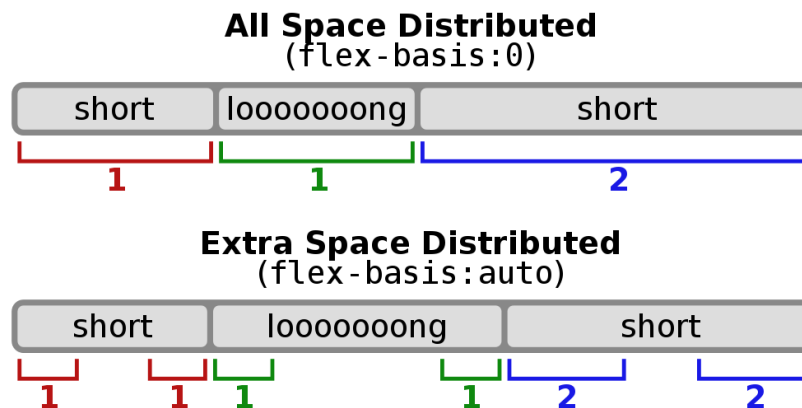 All Space Distributed
(flex-basis:0)
short looooooong short
1 1 2
Extra Space Distributed
(flex-basis:auto)
short looooooong short
1 1 1 1 2 2